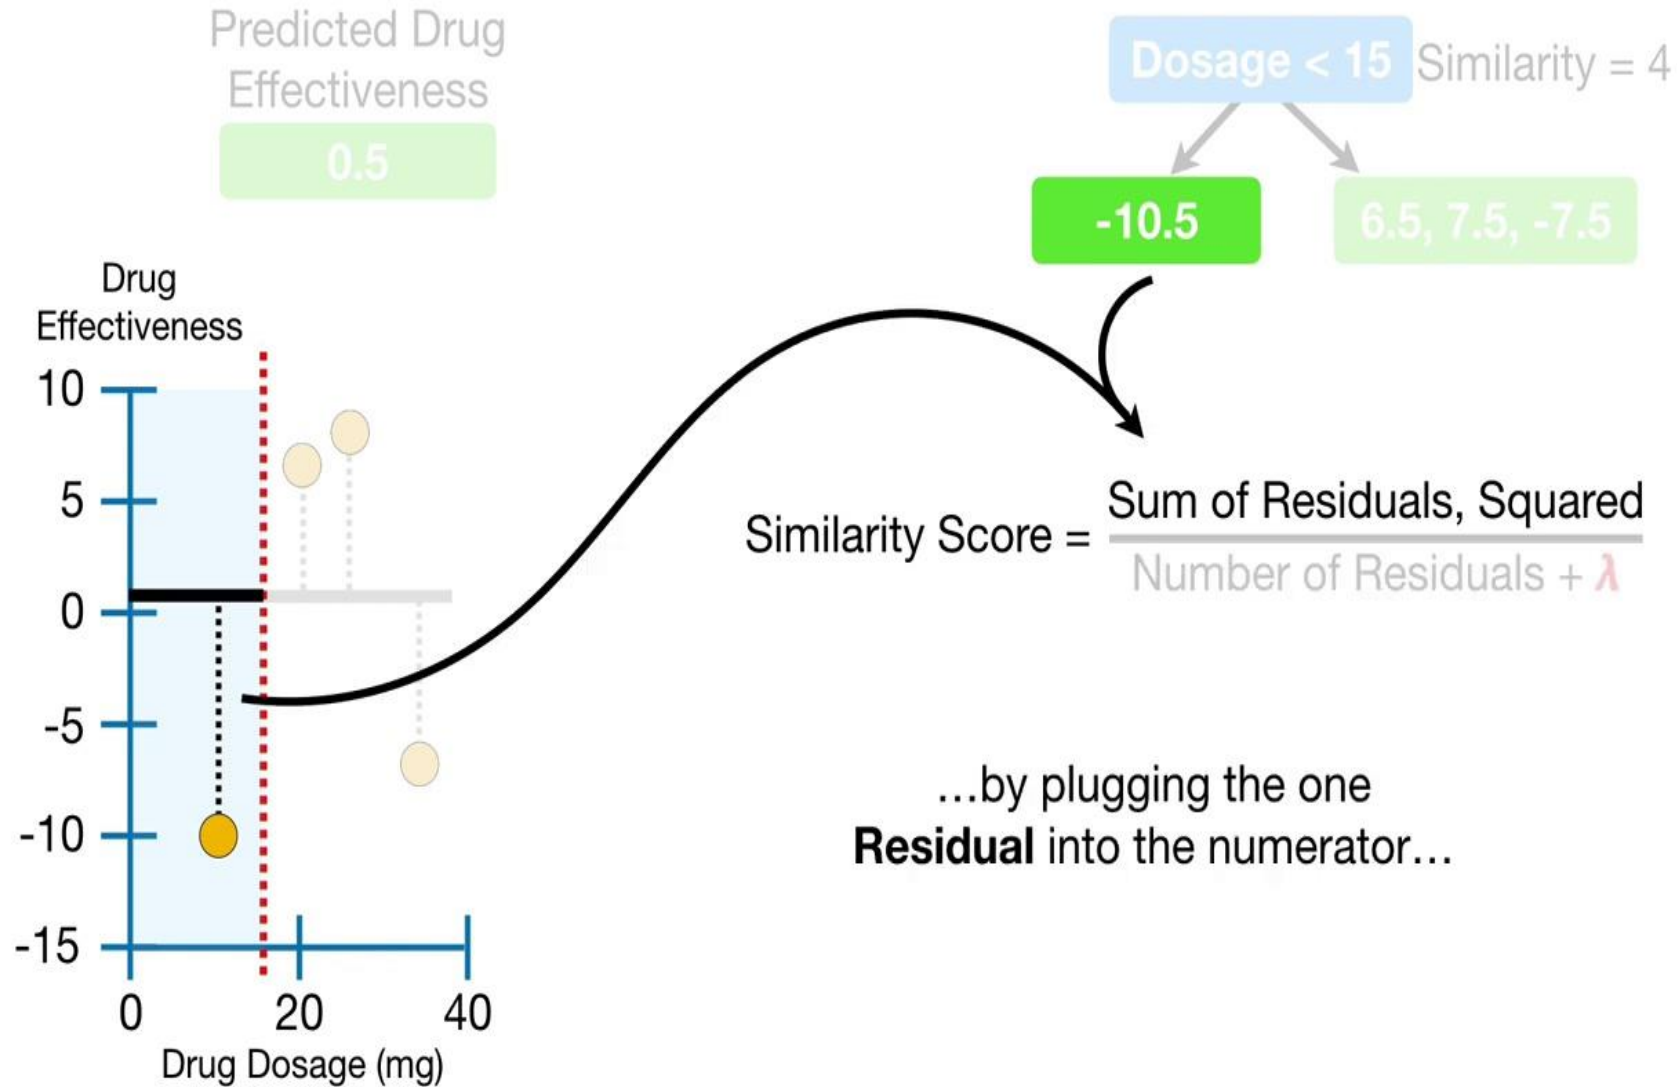 Predicted Drug
Effectiveness
0.5
Dosage < 15
Similarity = 4
-10.5
6.5, 7.5, -7.5
Drug
Effectiveness
10
5
0
-5
-10
-15
0
20
40
Drug Dosage (mg)
Similarity Score =
Sum of Residuals, Squared
Number of Residuals + λ
...by plugging the one
Residual into the numerator...